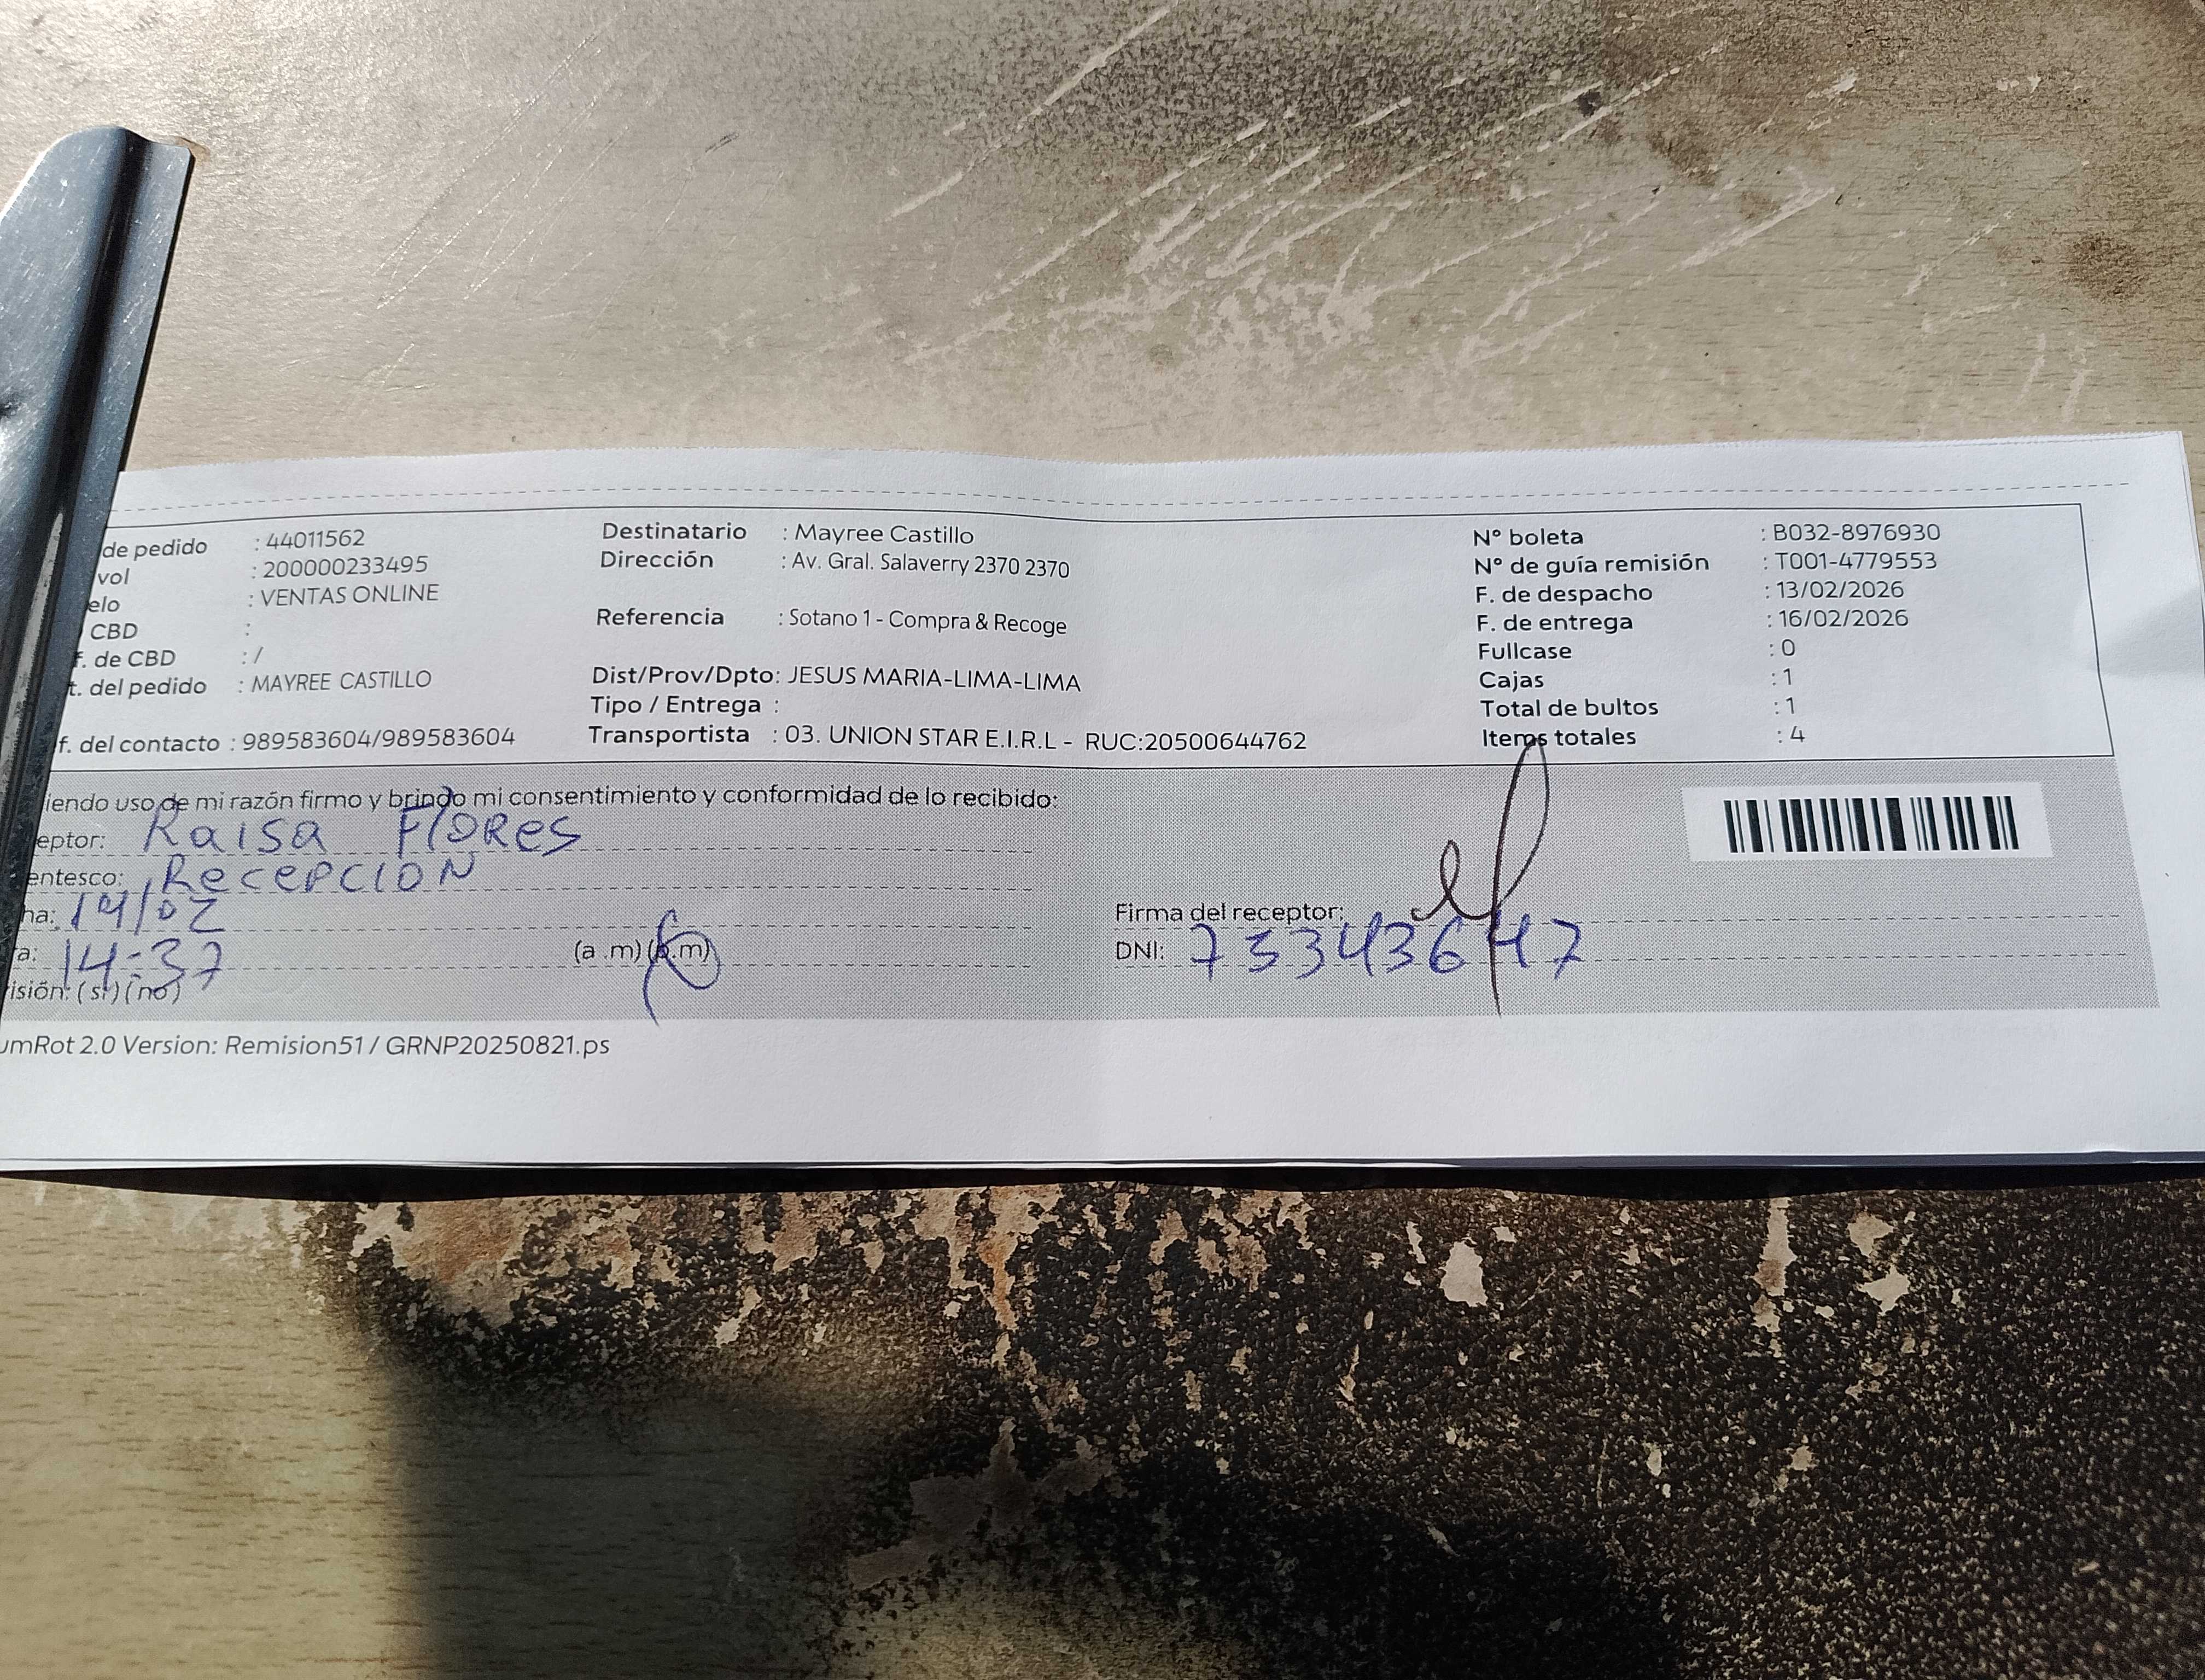 de pedido : 44011562
vol : 200000233495
elo : VENTAS ONLINE
CBD :
f. de CBD : /
t. del pedido : MAYREE CASTILLO
f. del contacto : 989583604/989583604
Destinatario : Mayree Castillo
Dirección : Av. Gral. Salaverry 2370 2370
Referencia : Sotano 1 - Compra & Recoge
Dist/Prov/Dpto: JESUS MARIA-LIMA-LIMA
Tipo / Entrega :
Transportista : 03. UNION STAR E.I.R.L - RUC:20500644762
N° boleta : B032-8976930
N° de guía remisión : T001-4779553
F. de despacho : 13/02/2026
F. de entrega : 16/02/2026
Fullcase : 0
Cajas : 1
Total de bultos : 1
Items totales : 4
iendo uso de mi razón firmo y brindo mi consentimiento y conformidad de lo recibido:
eptor: Raisa Flores
entesco: Recepcion
ha: 14/02
a: 14:37 (a .m) (p.m)
isión: (si) (no)
Firma del receptor:
DNI: 73343647
umRot 2.0 Version: Remision51 / GRNP20250821.ps